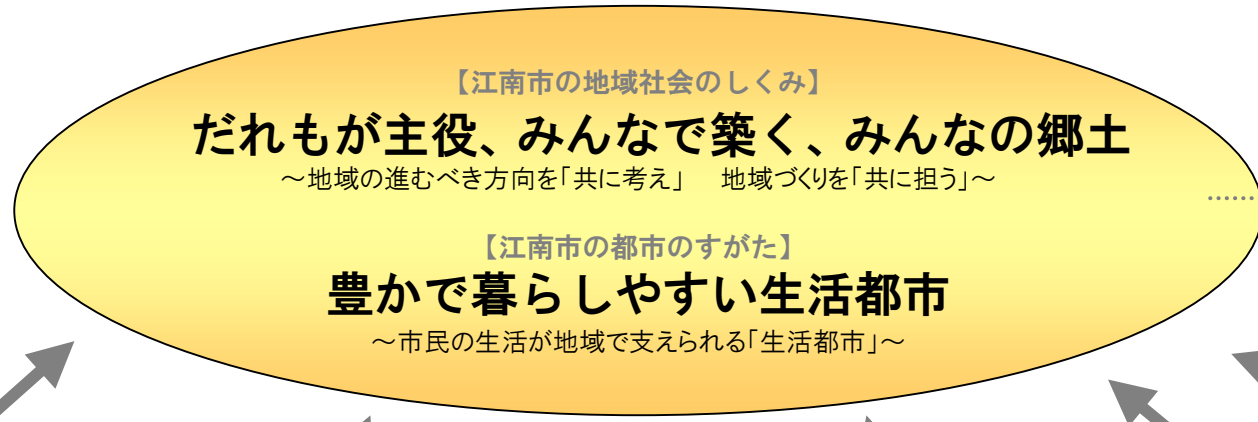 【江南市の地域社会のしくみ】
だれもが主役、みんなで築く、みんなの郷土
～地域の進むべき方向を「共に考え」　地域づくりを「共に担う」～
【江南市の都市のすがた】
豊かで暮らしやすい生活都市
～市民の生活が地域で支えられる「生活都市」～